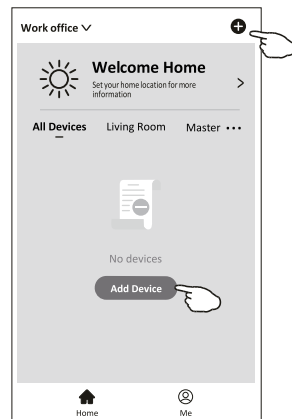 Work office
Welcome Home
Set your home location for more
information
All Devices Living Room Master
No devices
Add Device
Home Me